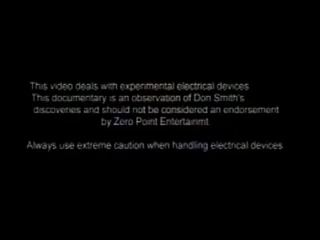 This video deals with experimental electrical devices
This documentary is an observation of Don Smith's
discoveries and should not be considered an endorsement
by Zero Point Entertainmt.
Always use extreme caution when handling electrical devices